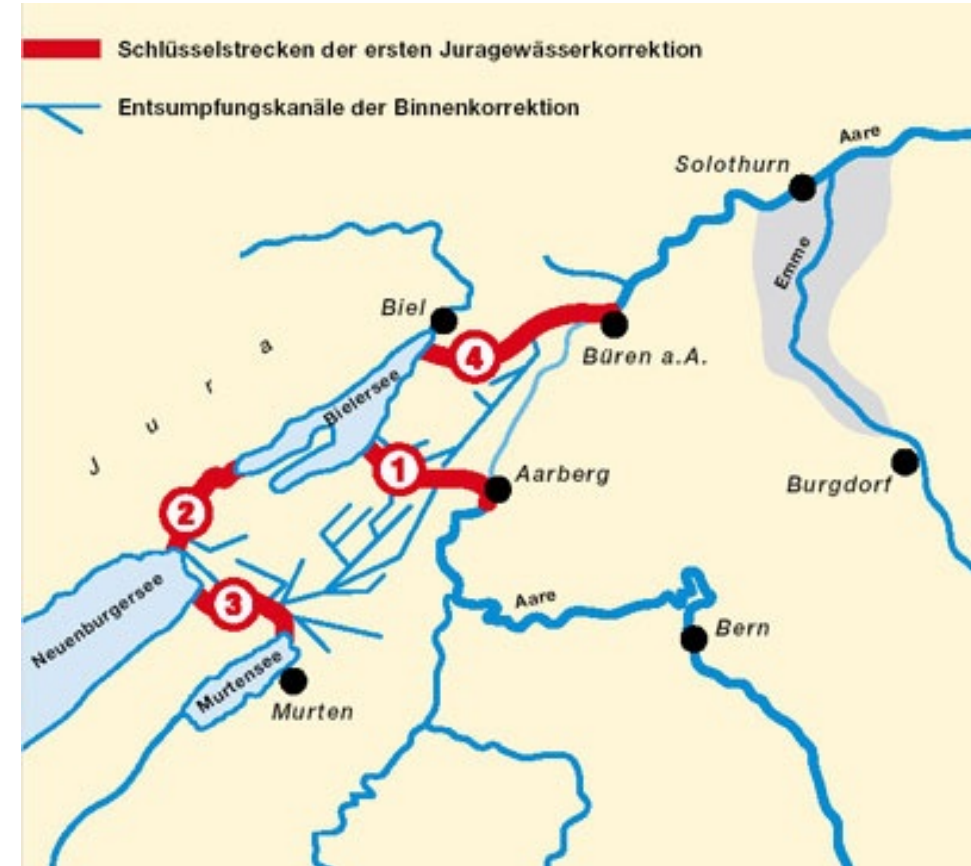 Schlüsselstrecken der ersten Juragewässerkorrektion
Entsumpfungskanäle der Binnenkorrektion
Aare
Solothurn
Emme
Biel
4
Büren a.A.
Jura
Bielersee
1
Aarberg
Burgdorf
2
Neuenburgersee
3
Aare
Bern
Murtensee
Murten